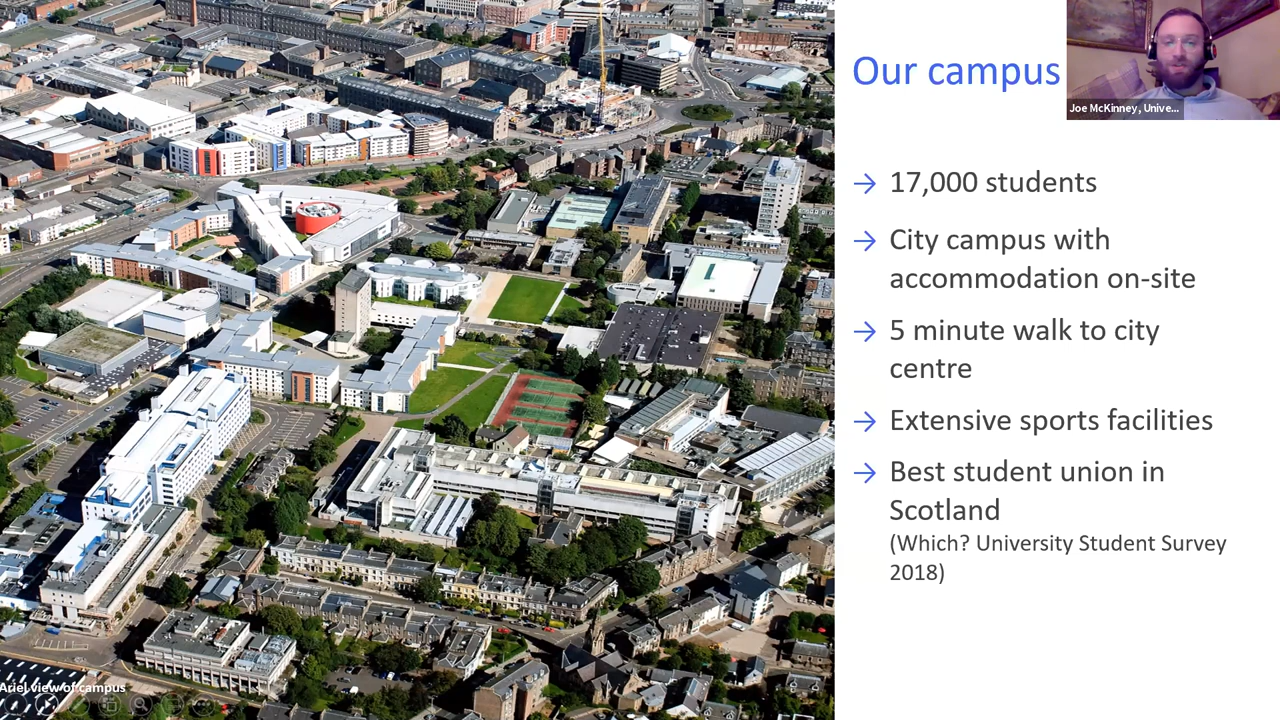 Our campus
Joe McKinney, Unive...
→ 17,000 students
→ City campus with
accommodation on-site
→ 5 minute walk to city
centre
→ Extensive sports facilities
→ Best student union in
Scotland
(Which? University Student Survey
2018)
Ariel view of campus